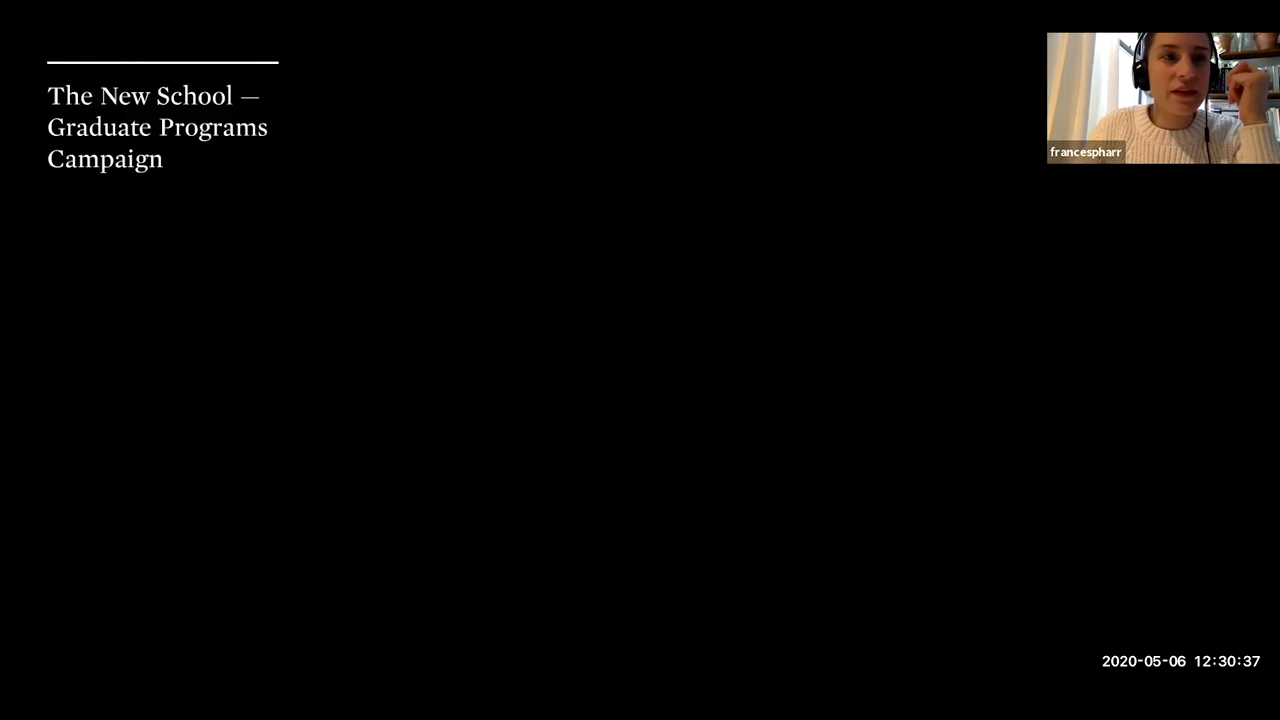 The New School —
Graduate Programs
Campaign
francespharr
2020-05-06 12:30:37